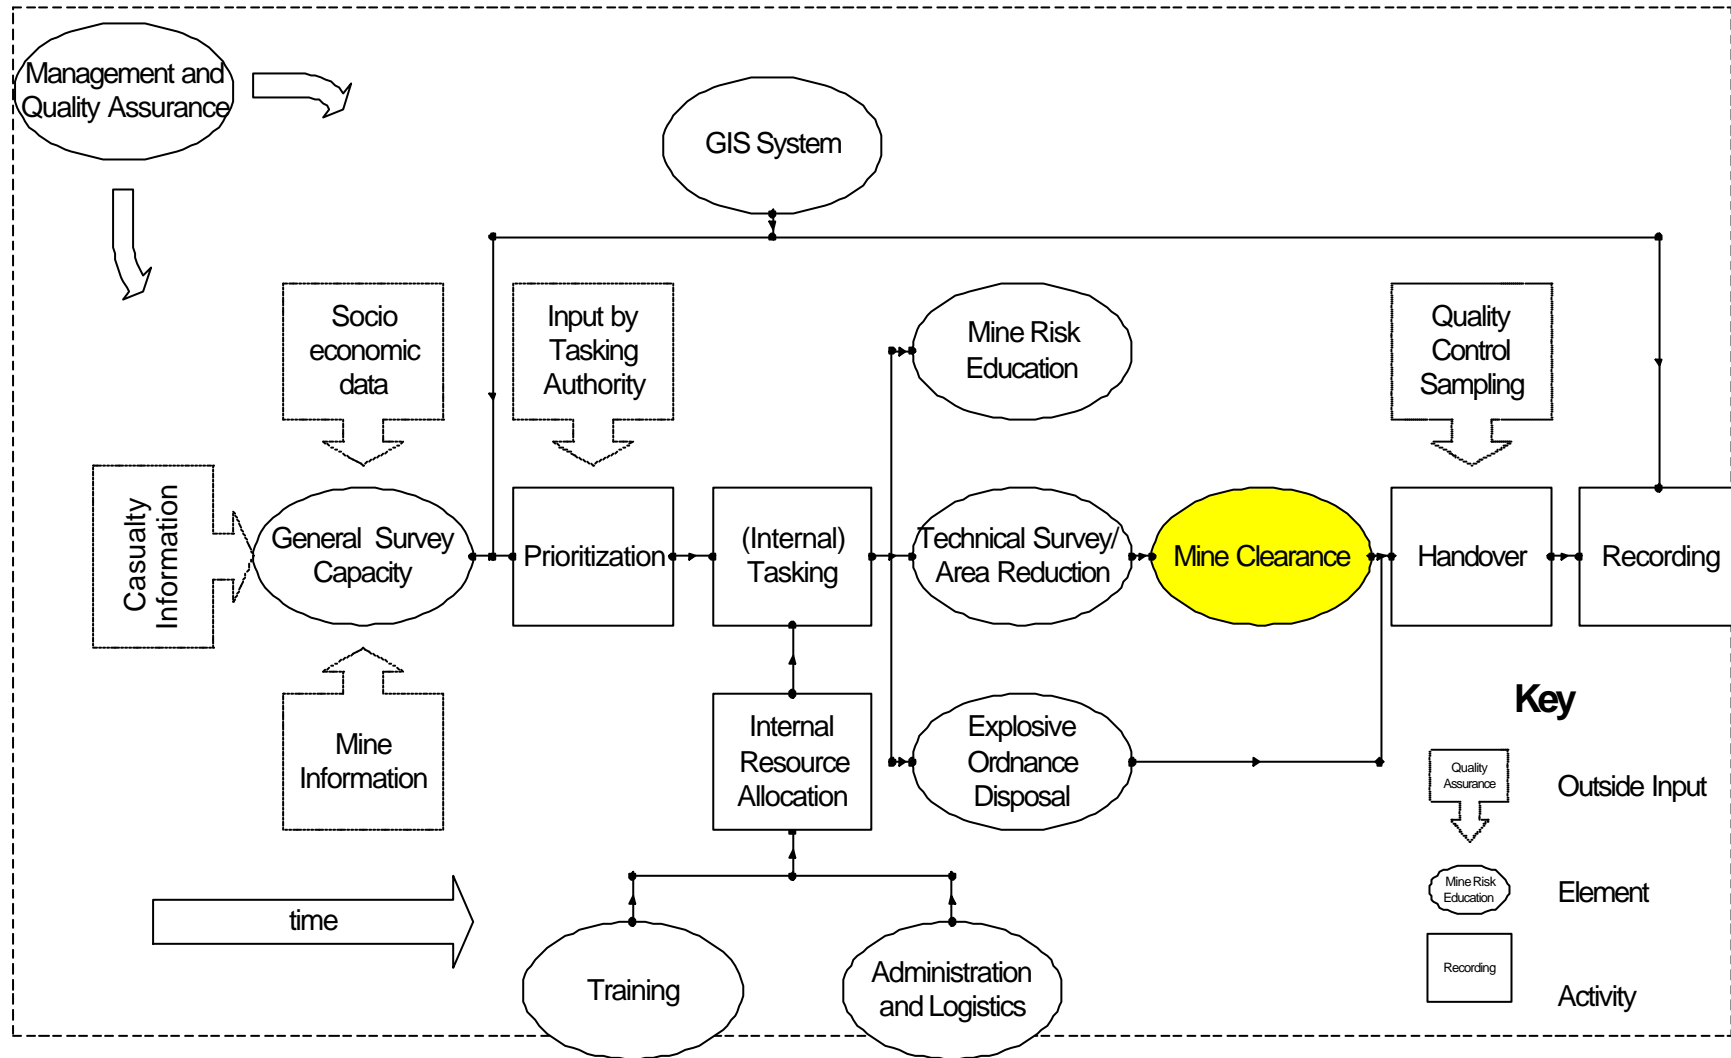 Management and
Quality Assurance
GIS System
Socio
economic
data
Input by
Tasking
Authority
Mine Risk
Education
Quality
Control
Sampling
Casualty
Information
General Survey
Capacity
Prioritization
(Internal)
Tasking
Technical Survey/
Area Reduction
Mine Clearance
Handover
Recording
Mine
Information
Internal
Resource
Allocation
Explosive
Ordnance
Disposal
Key
Quality
Assurance
Outside Input
Mine Risk
Education
Element
Recording
Activity
time
Training
Administration
and Logistics